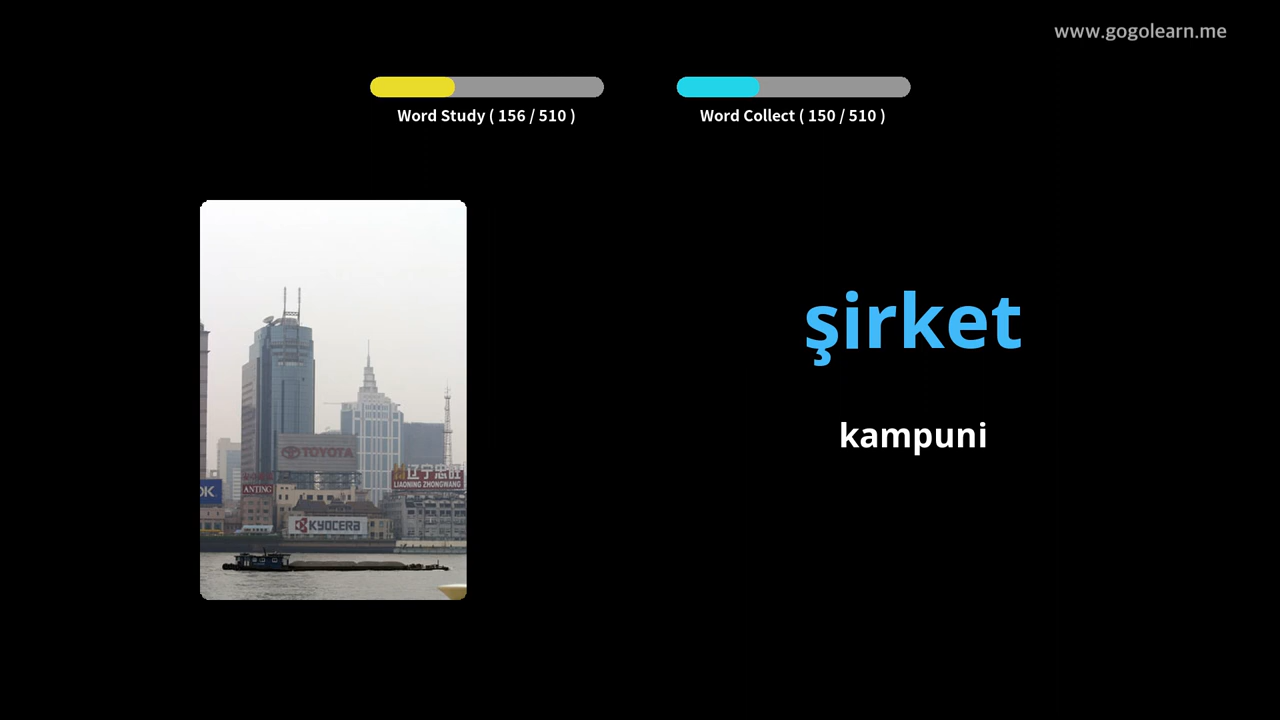 www.gogolearn.me
Word Study ( 156 / 510 )
Word Collect ( 150 / 510 )
şirket
kampuni
TOYOTA
辽宁忠旺
LIAONING ZHONGWANG
OK
ANTING
KYOCERA